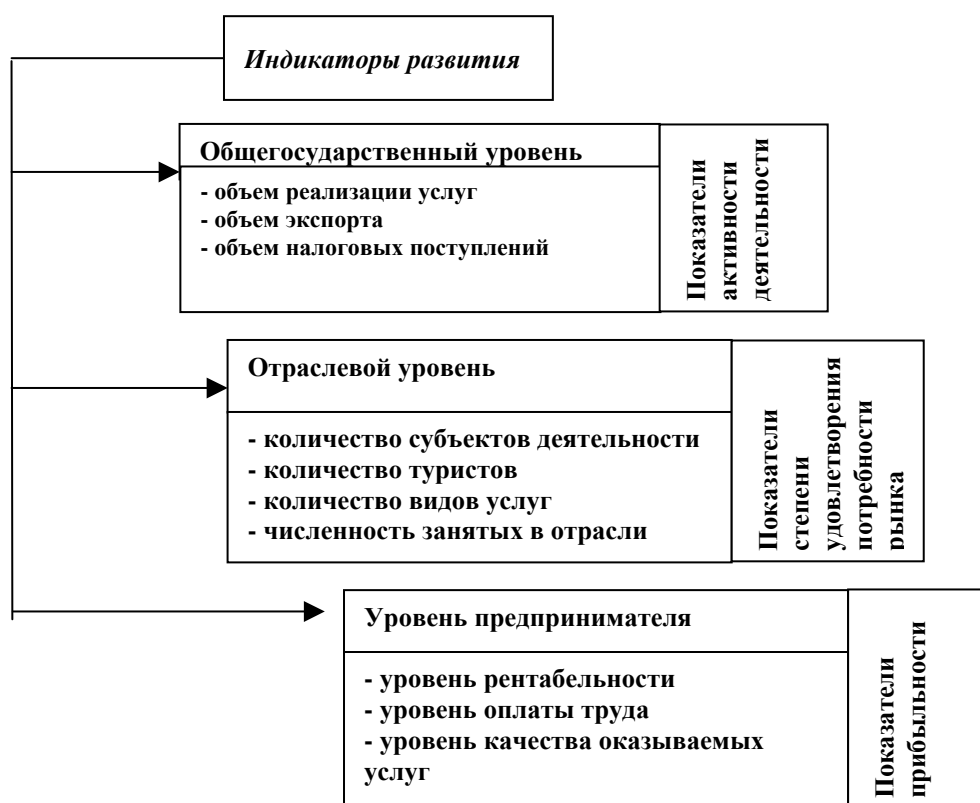 Индикаторы развития
Общегосударственный уровень
- объем реализации услуг
- объем экспорта
- объем налоговых поступлений
Показатели
активности
деятельности
Отраслевой уровень
- количество субъектов деятельности
- количество туристов
- количество видов услуг
- численность занятых в отрасли
Показатели
степени
удовлетворения
потребности
рынка
Уровень предпринимателя
- уровень рентабельности
- уровень оплаты труда
- уровень качества оказываемых
услуг
Показатели
прибыльности